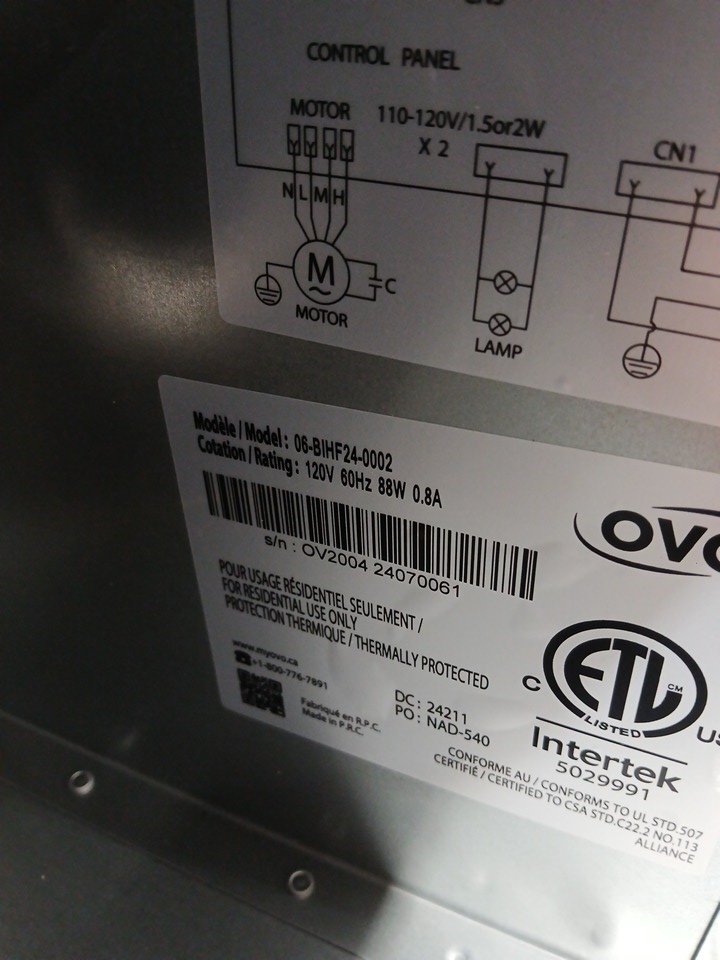 CONTROL PANEL
MOTOR
110-120V/1.5or2W
X 2
CN1
N L M H
M
C
MOTOR
LAMP
Modèle / Model : 06-BIHF24-0002
Cotation / Rating : 120V 60Hz 88W 0.8A
OVO
s/n : OV2004 24070061
POUR USAGE RÉSIDENTIEL SEULEMENT /
FOR RESIDENTIAL USE ONLY
PROTECTION THERMIQUE / THERMALLY PROTECTED
www.myovo.ca
+1-800-776-7891
Fabriqué en R.P.C.
Made in P.R.C.
DC : 24211
PO : NAD-540
C ETL CM US
LISTED
Intertek
5029991
CONFORME AU / CONFORMS TO UL STD.507
CERTIFIÉ / CERTIFIED TO CSA STD.C22.2 NO.113
ALLIANCE